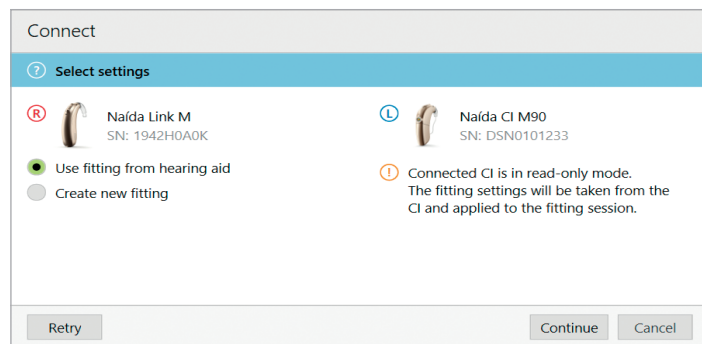 Connect
? Select settings
R
Naída Link M
SN: 1942H0A0K
Use fitting from hearing aid
Create new fitting
L
Naída CI M90
SN: DSN0101233
! Connected CI is in read-only mode.
The fitting settings will be taken from the
CI and applied to the fitting session.
Retry
Continue
Cancel